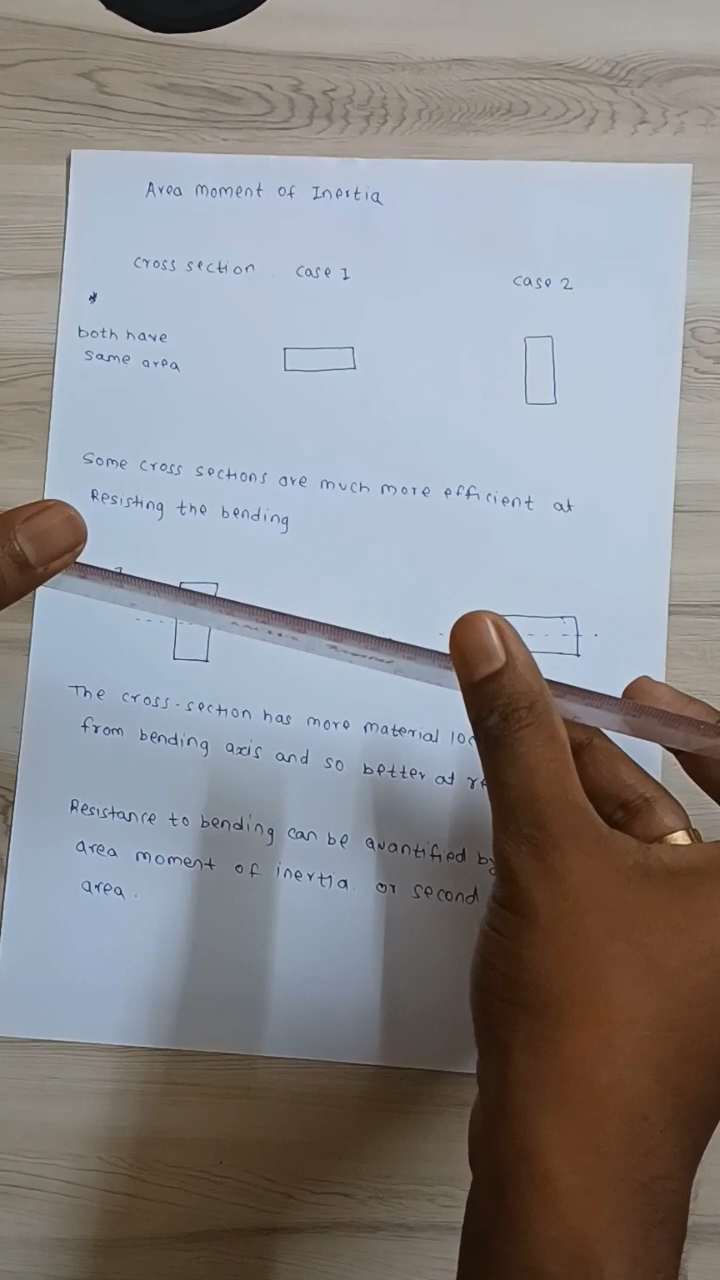 Area moment of Inertia
cross section case 1 case 2
*
both have
same area
Some cross sections are much more efficient at
Resisting the bending
The cross-section has more material
from bending axis and so better at
Resistance to bending can be quantified
area moment of inertia or second
area.